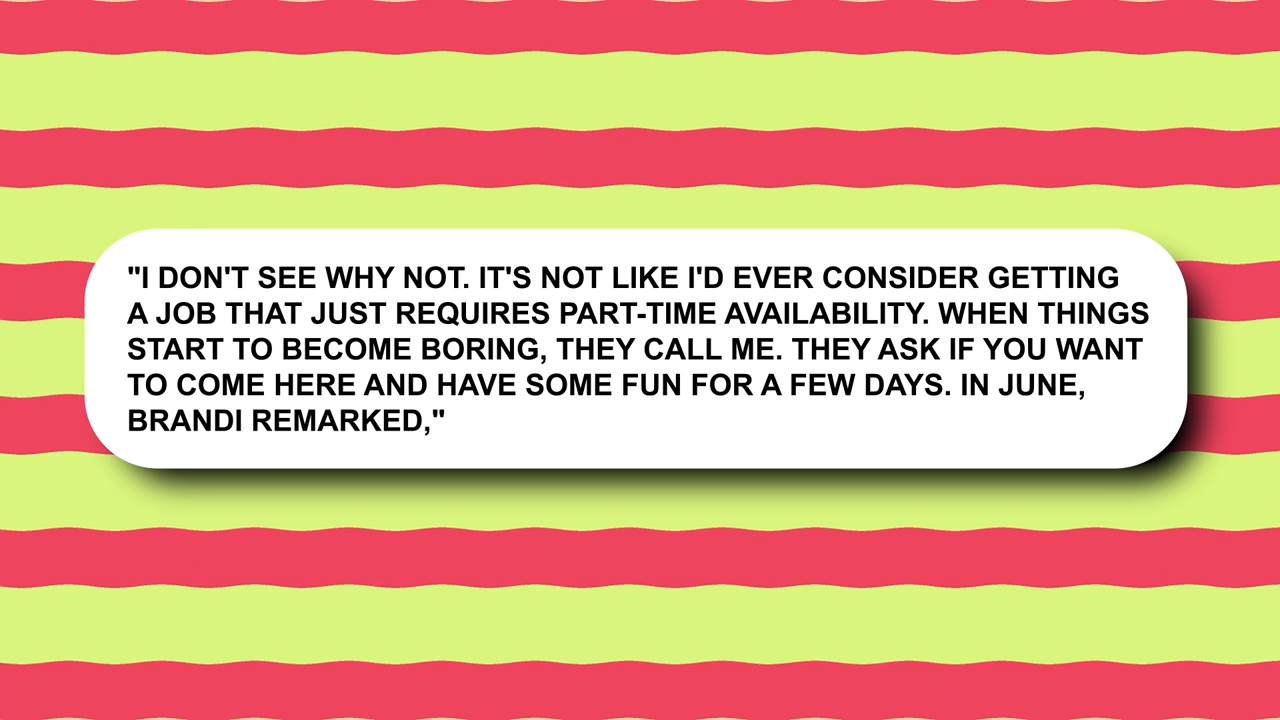 "I DON'T SEE WHY NOT. IT'S NOT LIKE I'D EVER CONSIDER GETTING
A JOB THAT JUST REQUIRES PART-TIME AVAILABILITY. WHEN THINGS
START TO BECOME BORING, THEY CALL ME. THEY ASK IF YOU WANT
TO COME HERE AND HAVE SOME FUN FOR A FEW DAYS. IN JUNE,
BRANDI REMARKED,"